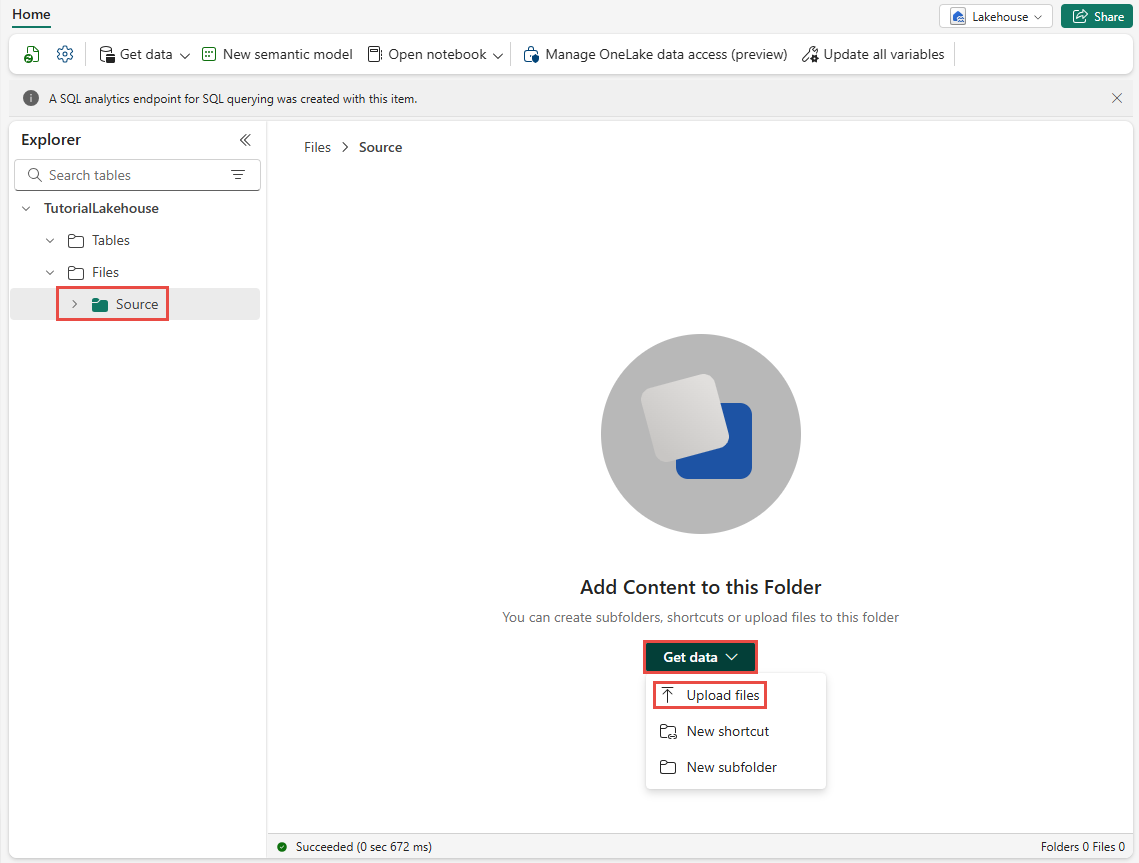 Home
Lakehouse
Share
Get data
New semantic model
Open notebook
Manage OneLake data access (preview)
Update all variables
A SQL analytics endpoint for SQL querying was created with this item.
Explorer
Files > Source
Search tables
TutorialLakehouse
Tables
Files
Source
Add Content to this Folder
You can create subfolders, shortcuts or upload files to this folder
Get data
Upload files
New shortcut
New subfolder
Succeeded (0 sec 672 ms)
Folders 0 Files 0